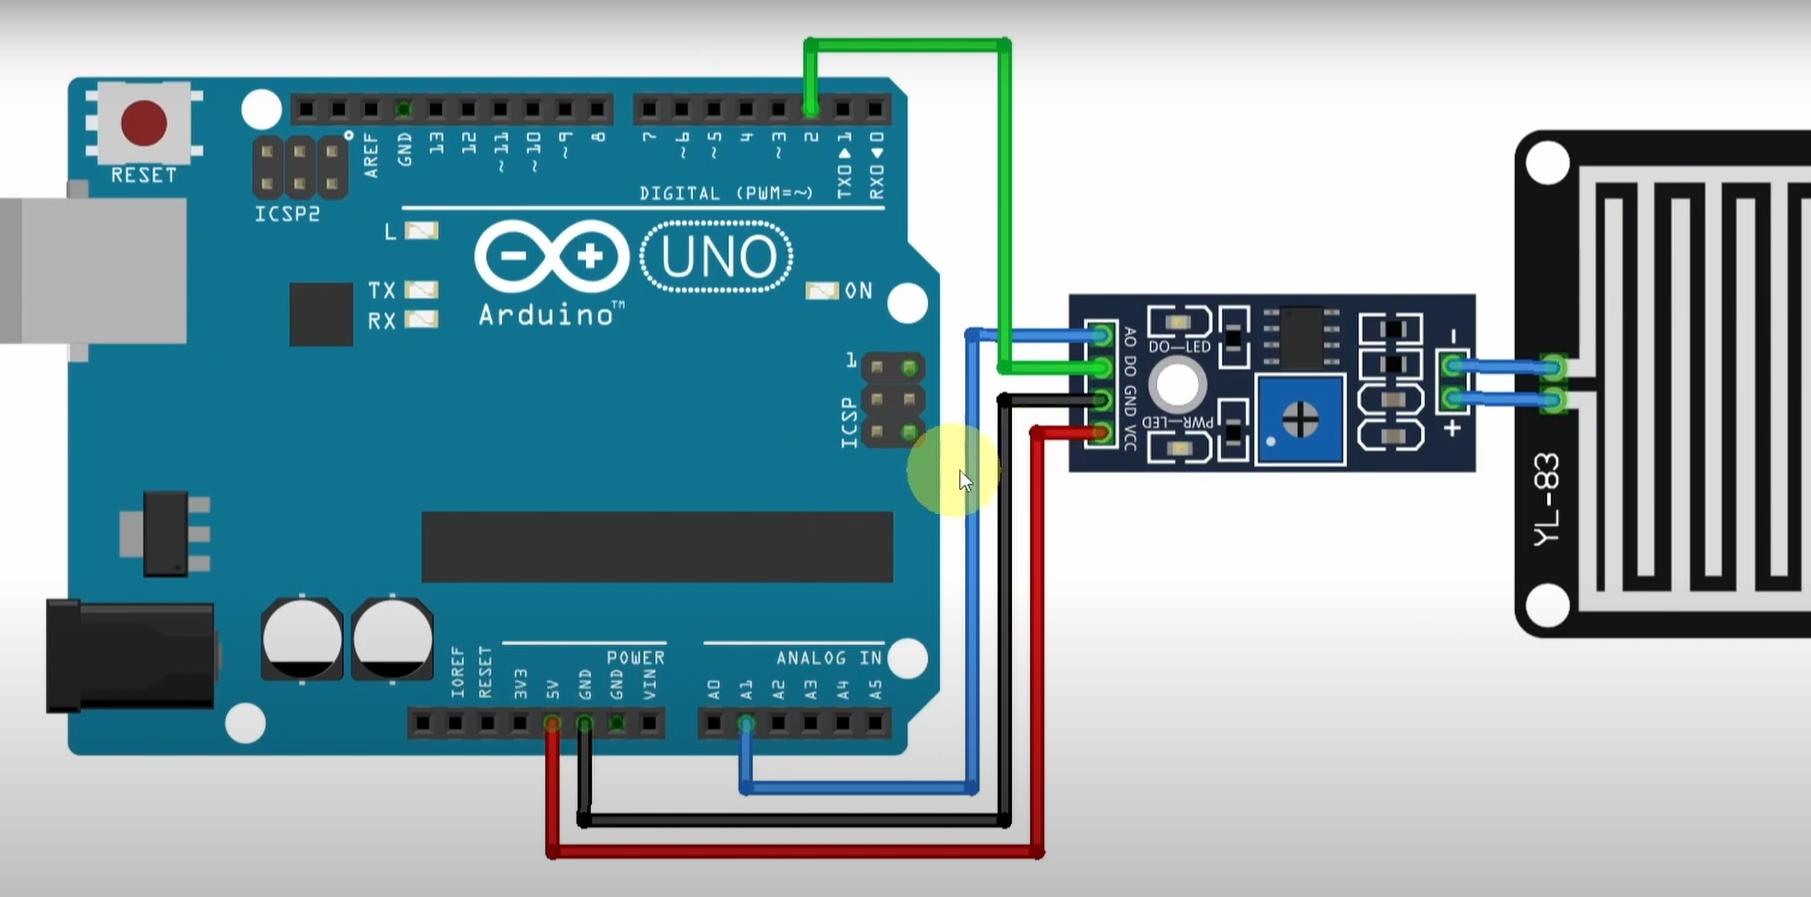 RESET
ICSP2
AREF
GND
13
12
~11
~10
~9
8
7
~6
~5
4
~3
2
TX0▶1
RX0◀0
DIGITAL (PWM=~)
L
TX
RX
Arduino™
UNO
ON
1
ICSP
POWER
IOREF
RESET
3V3
5V
GND
GND
VIN
ANALOG IN
A0
A1
A2
A3
A4
A5
AO
DO
GND
VCC
DO—LED
PWR—LED
-
+
YL-83